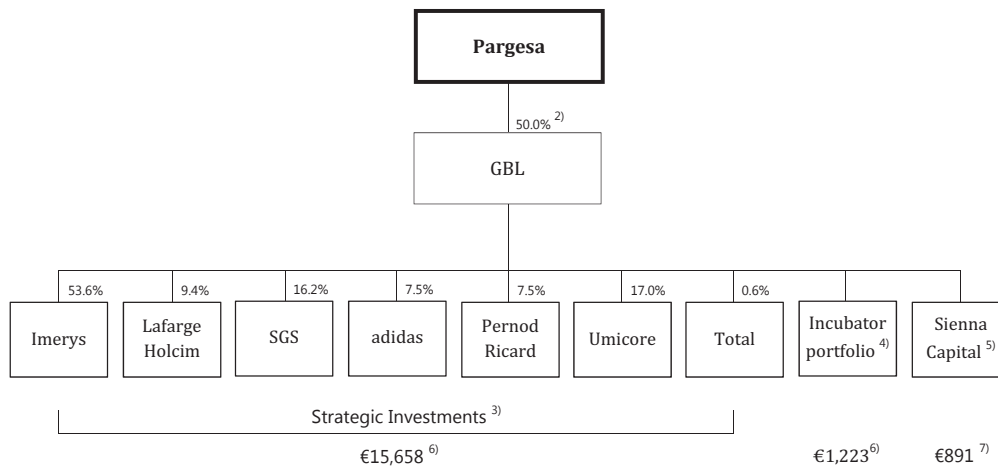 Pargesa
50.0% 2)
GBL
53.6% 9.4% 16.2% 7.5% 7.5% 17.0% 0.6%
Imerys
Lafarge
Holcim
SGS
adidas
Pernod
Ricard
Umicore
Total
Incubator
portfolio 4)
Sienna
Capital 5)
Strategic Investments 3)
€15,658 6) €1,223 6) €891 7)